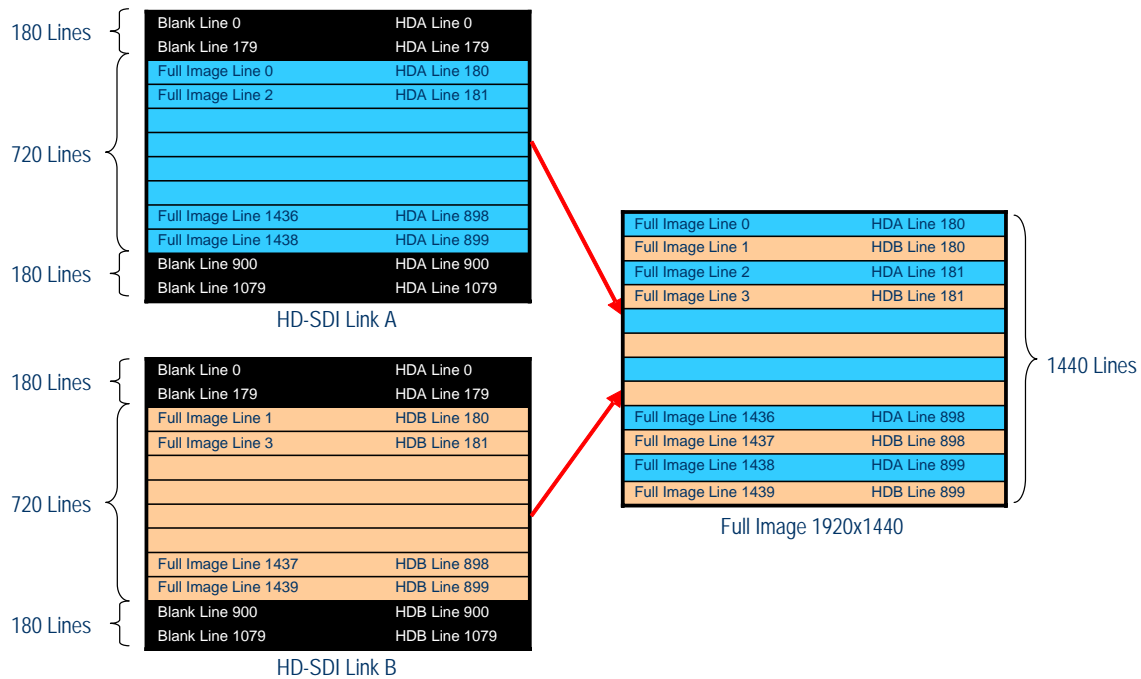 180 Lines
Blank Line 0 HDA Line 0
Blank Line 179 HDA Line 179
720 Lines
Full Image Line 0 HDA Line 180
Full Image Line 2 HDA Line 181
Full Image Line 1436 HDA Line 898
Full Image Line 1438 HDA Line 899
180 Lines
Blank Line 900 HDA Line 900
Blank Line 1079 HDA Line 1079
HD-SDI Link A
180 Lines
Blank Line 0 HDA Line 0
Blank Line 179 HDA Line 179
720 Lines
Full Image Line 1 HDB Line 180
Full Image Line 3 HDB Line 181
Full Image Line 1437 HDB Line 898
Full Image Line 1439 HDB Line 899
180 Lines
Blank Line 900 HDB Line 900
Blank Line 1079 HDB Line 1079
HD-SDI Link B
Full Image Line 0 HDA Line 180
Full Image Line 1 HDB Line 180
Full Image Line 2 HDA Line 181
Full Image Line 3 HDB Line 181
Full Image Line 1436 HDA Line 898
Full Image Line 1437 HDB Line 898
Full Image Line 1438 HDA Line 899
Full Image Line 1439 HDB Line 899
1440 Lines
Full Image 1920x1440